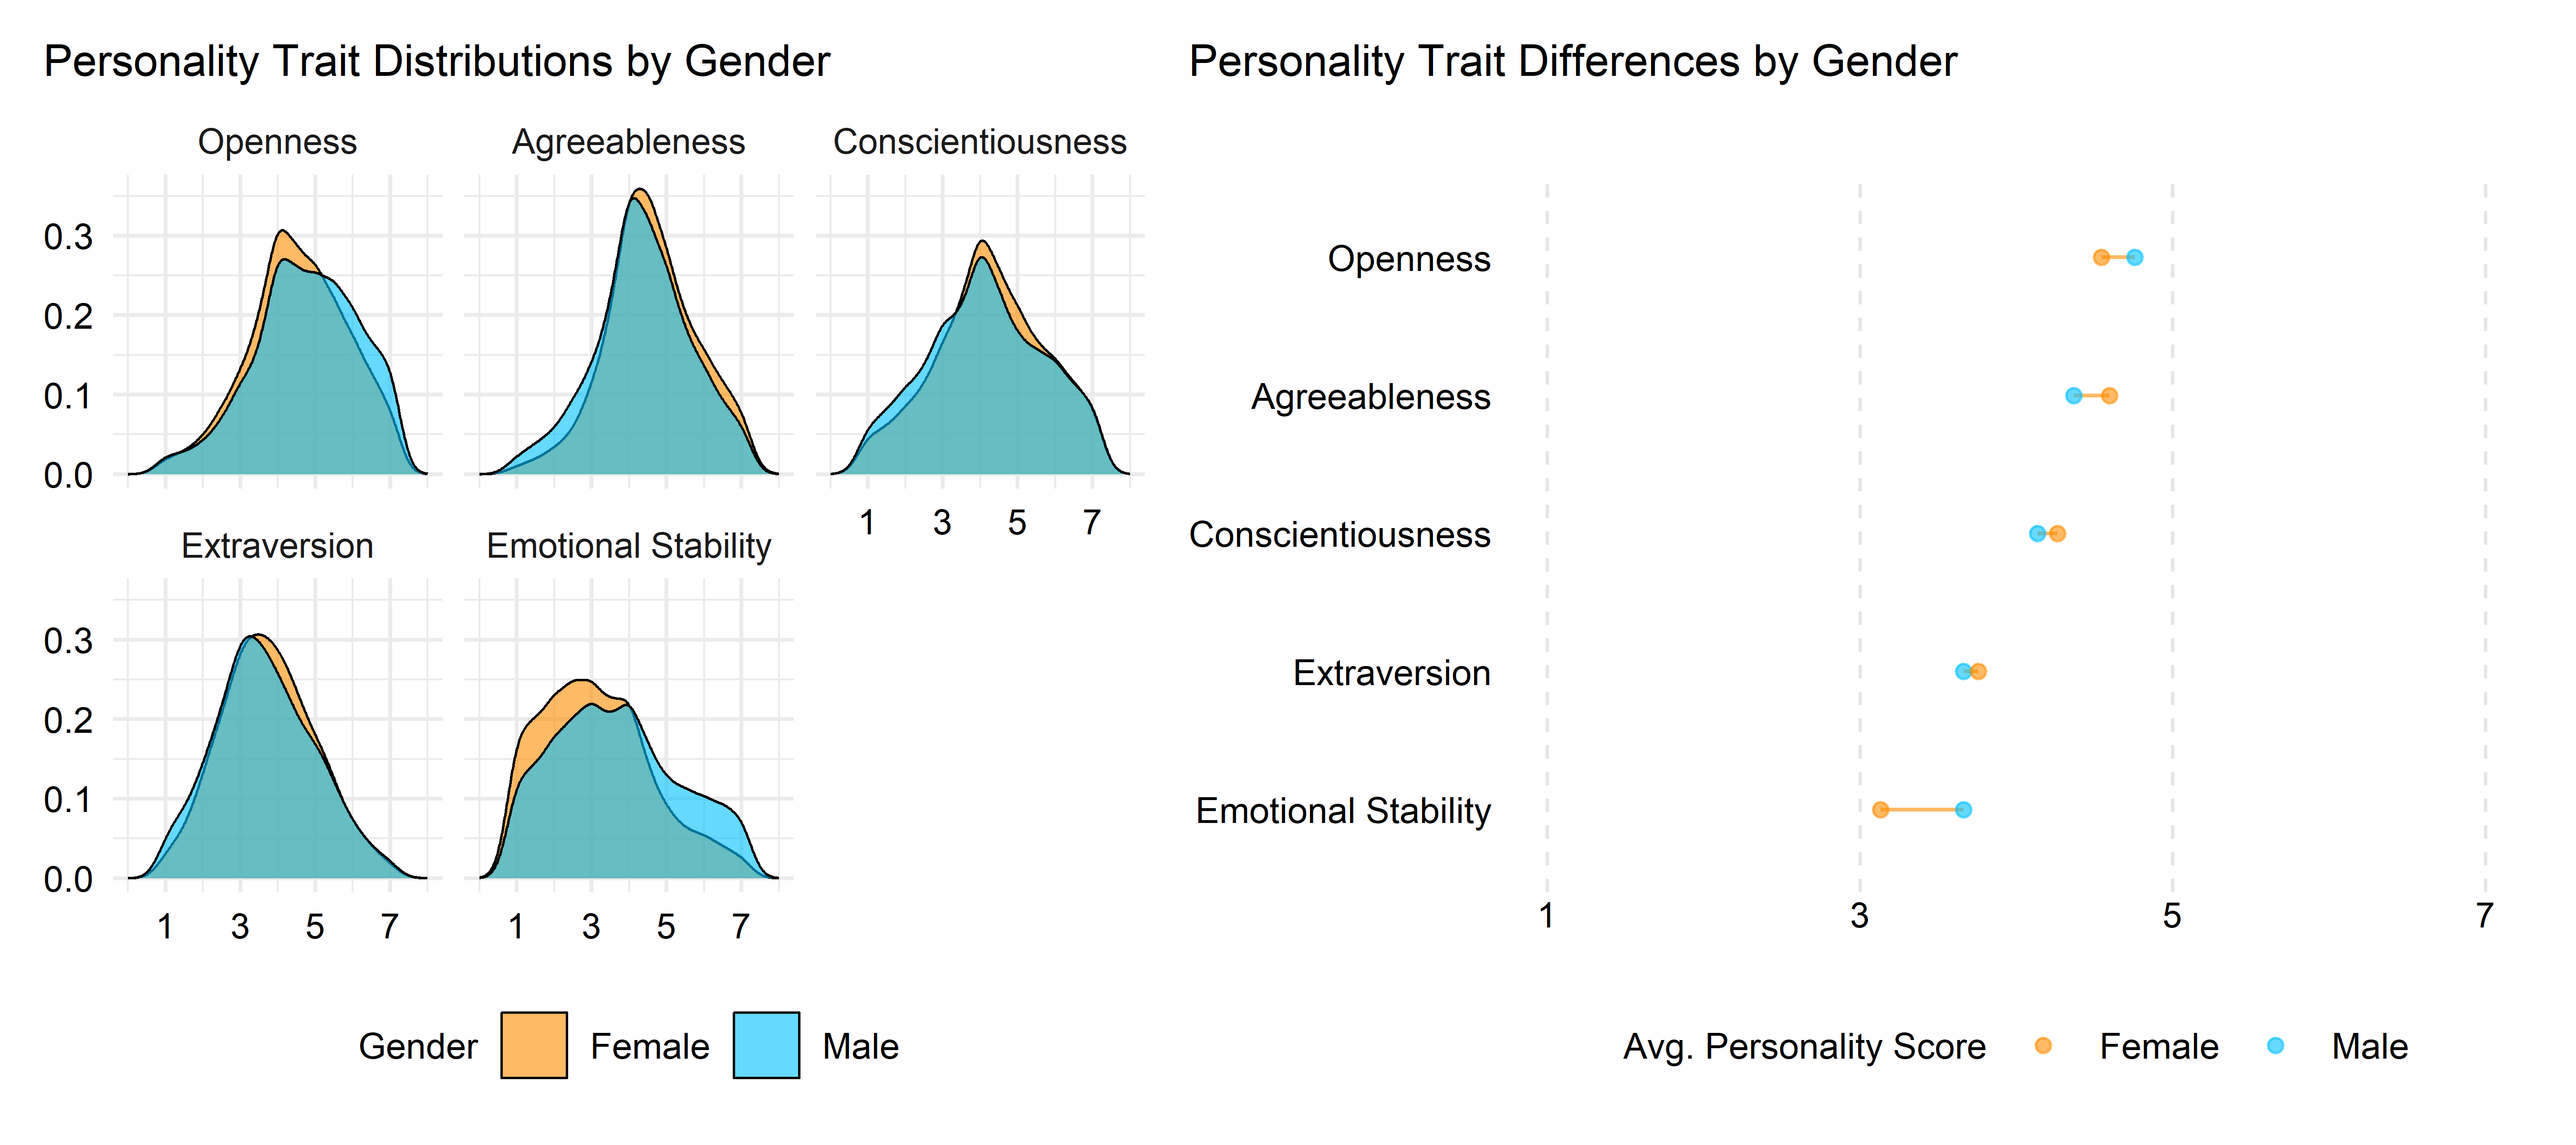 Personality Trait Distributions by Gender
Openness
Agreeableness
Conscientiousness
0.3
0.2
0.1
0.0
1 3 5 7
Extraversion
Emotional Stability
0.3
0.2
0.1
0.0
1 3 5 7
1 3 5 7
Gender Female Male
Personality Trait Differences by Gender
Openness
Agreeableness
Conscientiousness
Extraversion
Emotional Stability
1 3 5 7
Avg. Personality Score Female Male